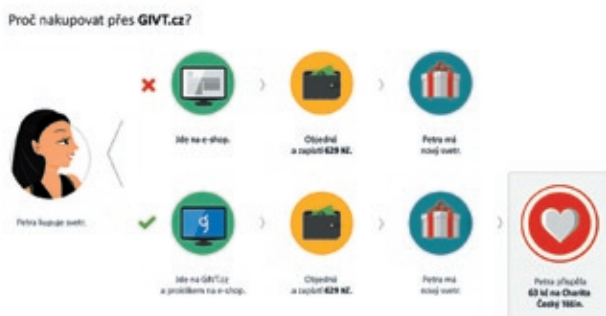 Proč nakupovat přes GIVT.cz?
Jde na e-shop.
Objedná
a zaplatí 629 Kč.
Petra má
nový svetr.
Petra kupuje svetr.
Jde na GIVT.cz
a proklikem na e-shop.
Objedná
a zaplatí 629 Kč.
Petra má
nový svetr.
Petra přispěla
63 kč na Charita
Český Těšín.